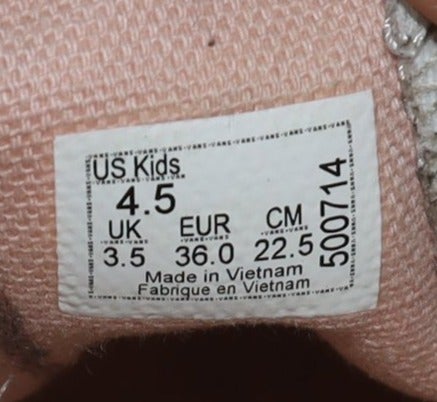 US Kids
4.5
UK EUR CM
3.5 36.0 22.5
Made in Vietnam
Fabrique en Vietnam
500714